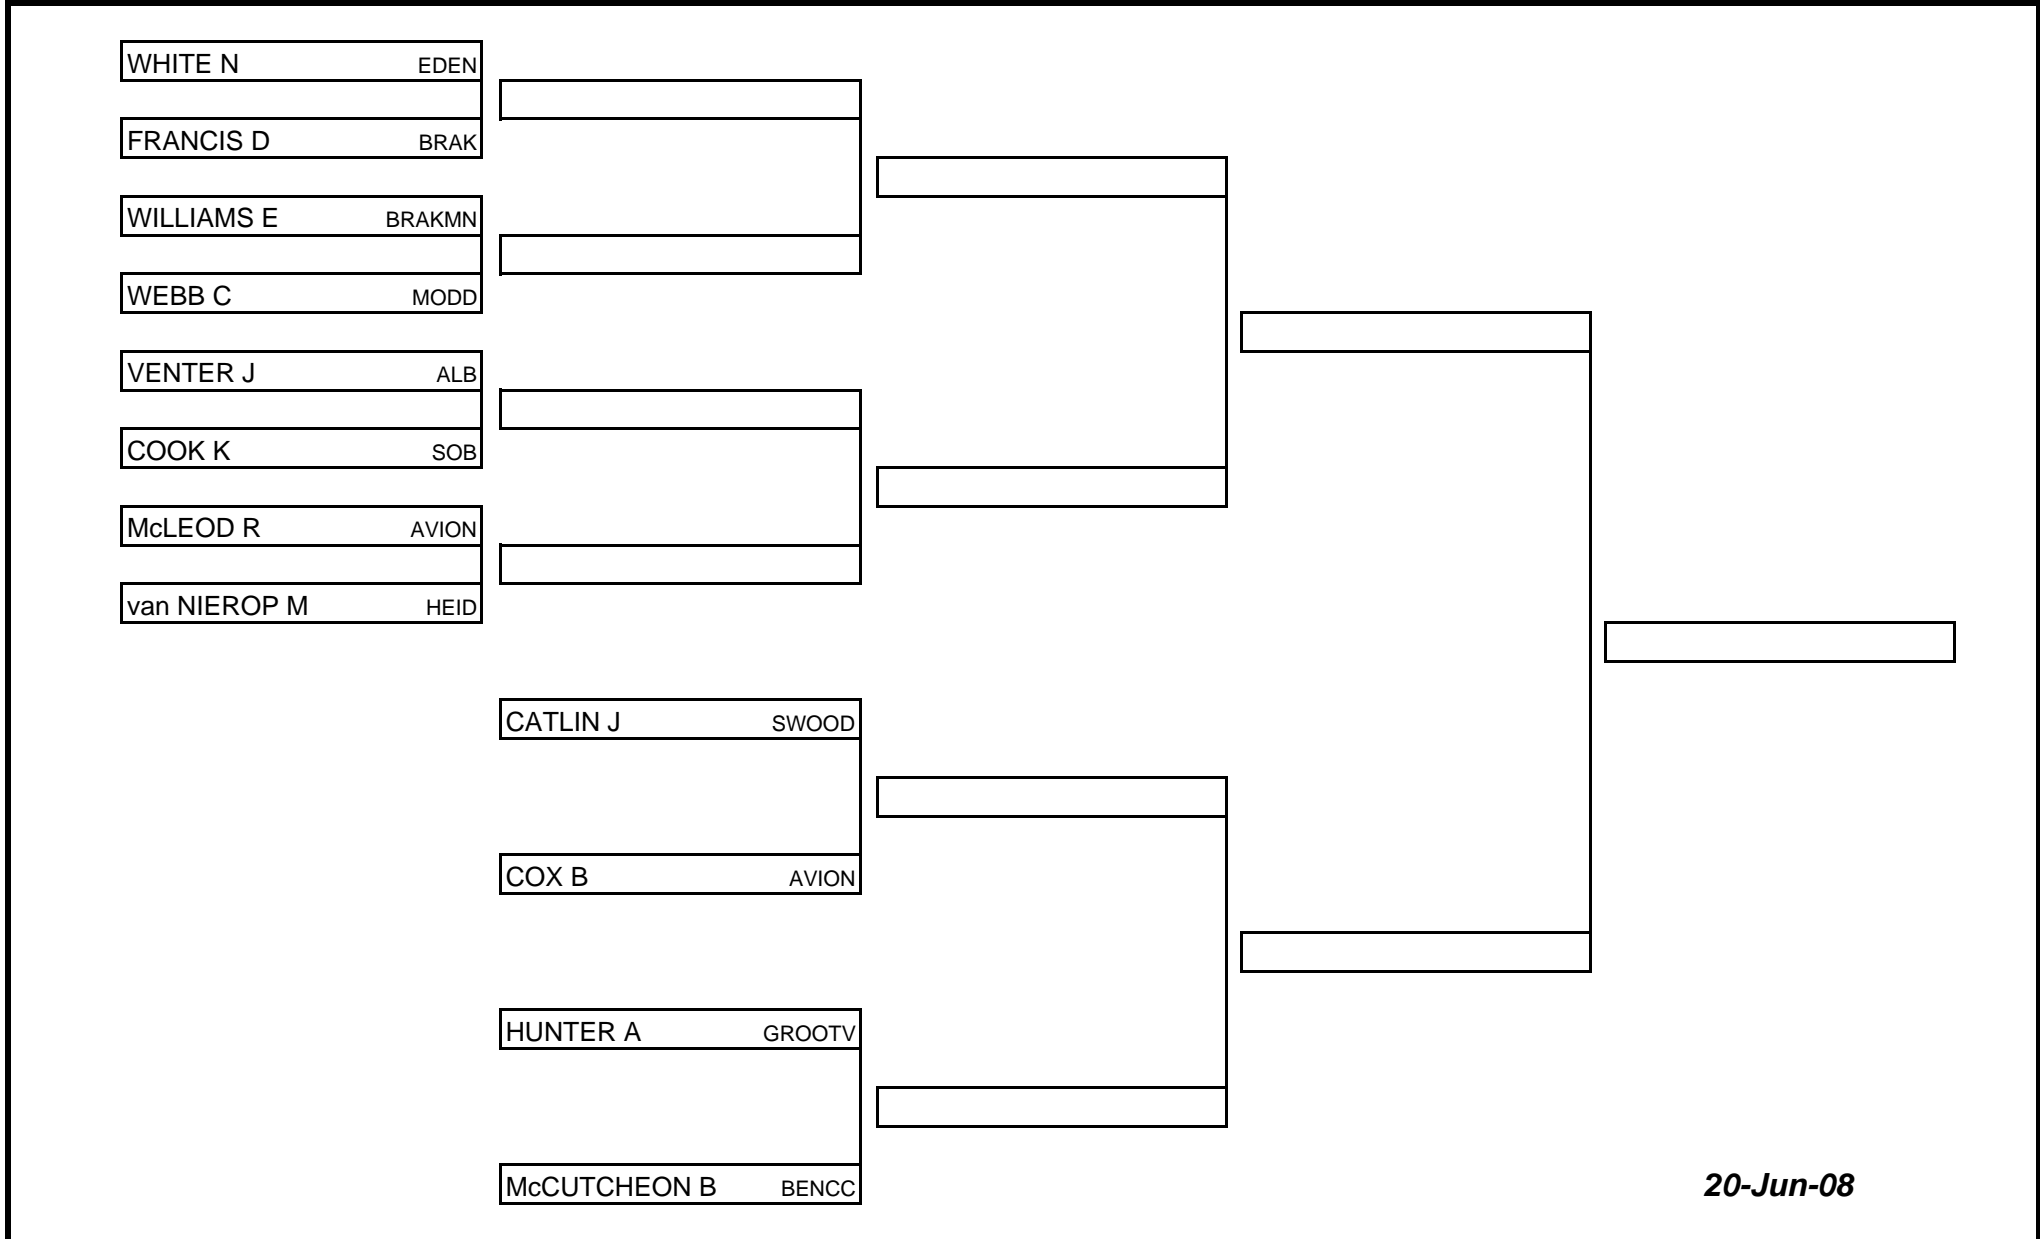 WHITE N EDEN
FRANCIS D BRAK
WILLIAMS E BRAKMN
WEBB C MODD
VENTER J ALB
COOK K SOB
McLEOD R AVION
van NIEROP M HEID
CATLIN J SWOOD
COX B AVION
HUNTER A GROOTV
McCUTCHEON B BENCC
20-Jun-08